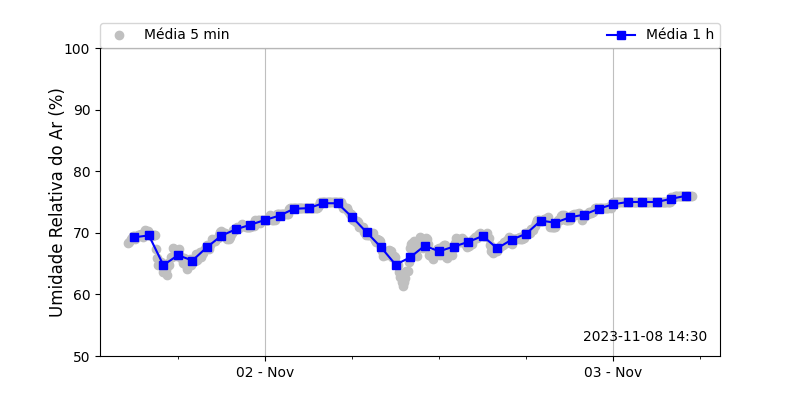 Média 5 min
Média 1 h
100
90
80
70
60
50
Umidade Relativa do Ar (%)
2023-11-08 14:30
02 - Nov
03 - Nov